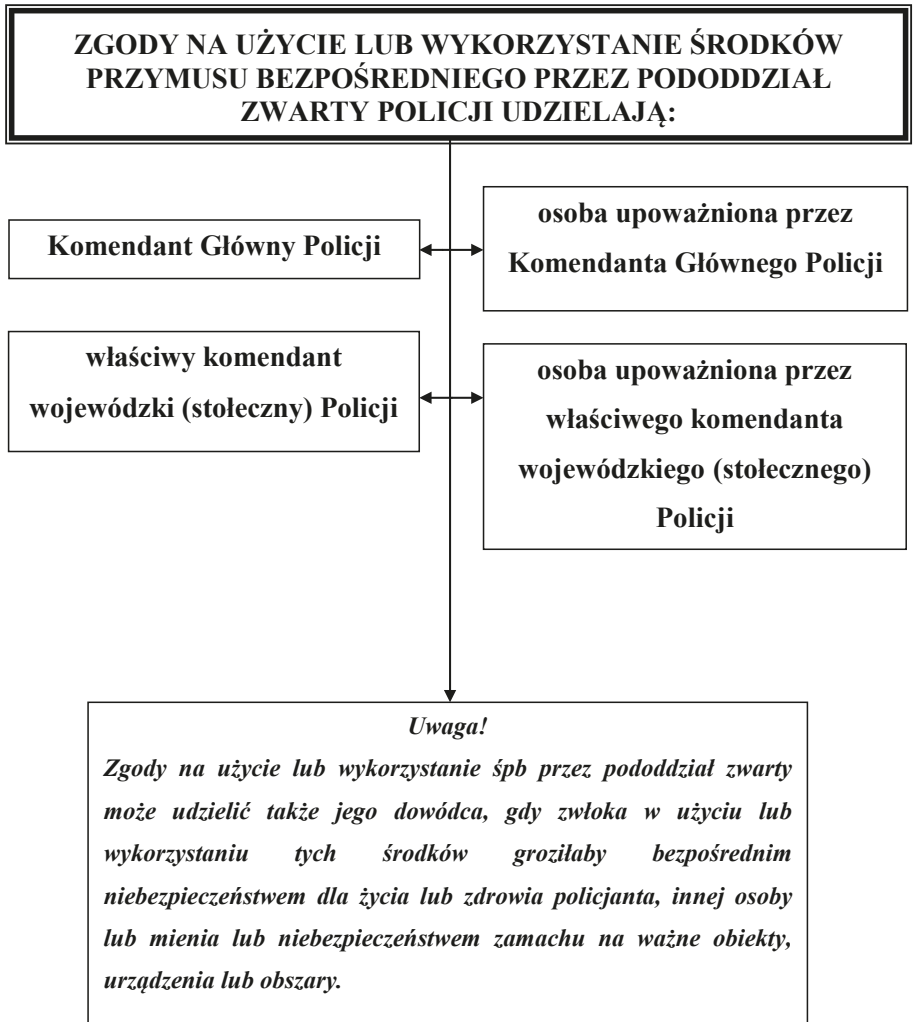 ZGODY NA UŻYCIE LUB WYKORZYSTANIE ŚRODKÓW
PRZYMUSU BEZPOŚREDNIEGO PRZEZ PODODDZIAŁ
ZWARTY POLICJI UDZIELAJĄ:
Komendant Główny Policji
osoba upoważniona przez
Komendanta Głównego Policji
właściwy komendant
wojewódzki (stołeczny) Policji
osoba upoważniona przez
właściwego komendanta
wojewódzkiego (stołecznego)
Policji
Uwaga!
Zgody na użycie lub wykorzystanie śpb przez pododdział zwarty
może udzielić także jego dowódca, gdy zwłoka w użyciu lub
wykorzystaniu tych środków groziłaby bezpośrednim
niebezpieczeństwem dla życia lub zdrowia policjanta, innej osoby
lub mienia lub niebezpieczeństwem zamachu na ważne obiekty,
urządzenia lub obszary.